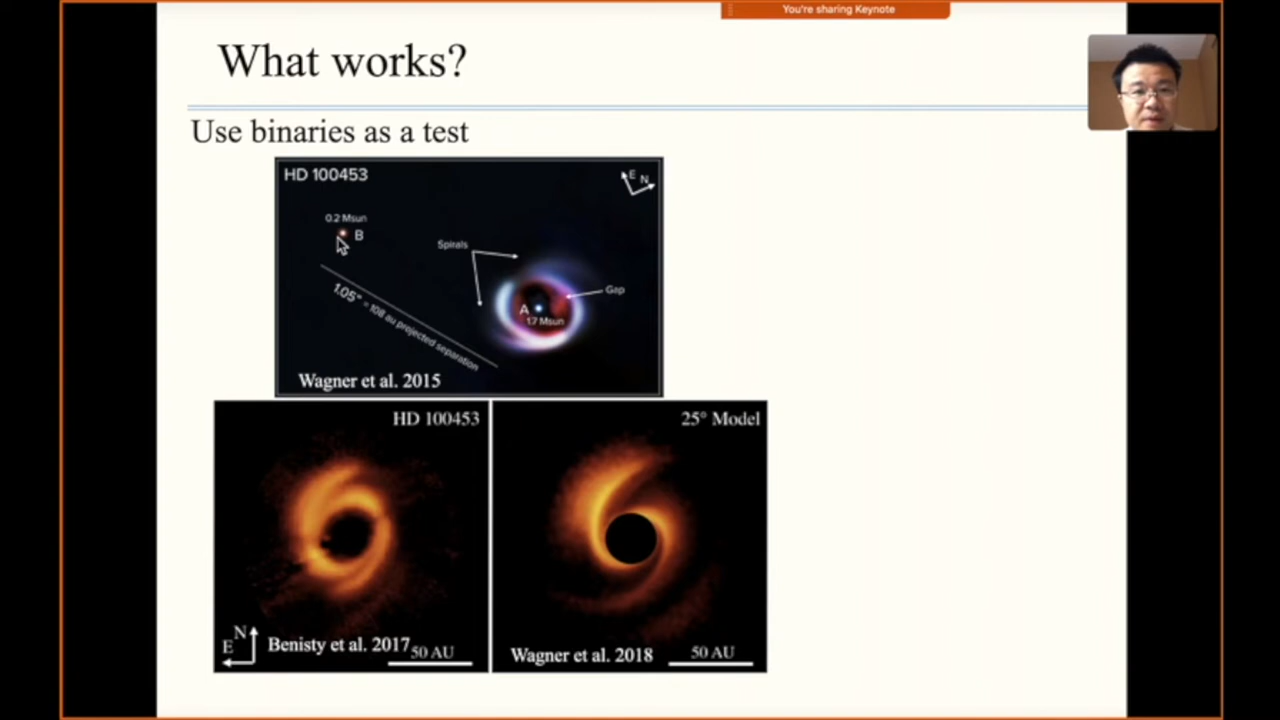 You're sharing Keynote
What works?
Use binaries as a test
HD 100453
E N
0.2 Msun
B
Spirals
Gap
A
1.7 Msun
1.05" = 108 au projected separation
Wagner et al. 2015
HD 100453
25° Model
N
E
Benisty et al. 2017
50 AU
Wagner et al. 2018
50 AU